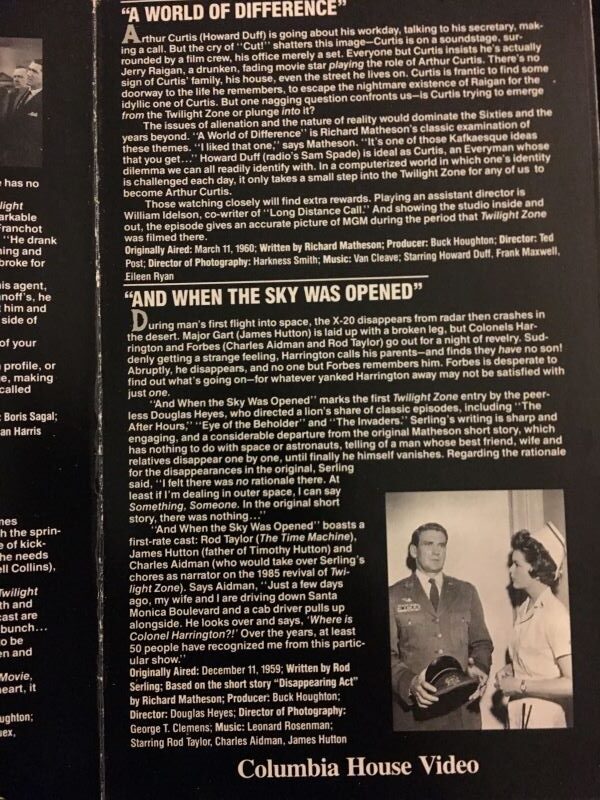 "A WORLD OF DIFFERENCE"
Arthur Curtis (Howard Duff) is going about his workday, talking to his secretary, mak-
ing a call. But the cry of "Cut!" shatters this image—Curtis is on a soundstage, sur-
rounded by a film crew, his office merely a set. Everyone but Curtis insists he's actually
Jerry Raigan, a drunken, fading movie star playing the role of Arthur Curtis. There's no
sign of Curtis' family, his house, even the street he lives on. Curtis is frantic to find some
doorway to the life he remembers, to escape the nightmare existence of Raigan for the
idyllic one of Curtis. But one nagging question confronts us—is Curtis trying to emerge
from the Twilight Zone or plunge into it?
The issues of alienation and the nature of reality would dominate the Sixties and the
years beyond. "A World of Difference" is Richard Matheson's classic examination of
these themes. "I liked that one," says Matheson. "It's one of those Kafkaesque ideas
that you get..." Howard Duff (radio's Sam Spade) is ideal as Curtis, an Everyman whose
dilemma we can all readily identify with. In a computerized world in which one's identity
is challenged each day, it only takes a small step into the Twilight Zone for any of us to
become Arthur Curtis.
Those watching closely will find extra rewards. Playing an assistant director is
William Idelson, co-writer of "Long Distance Call." And showing the studio inside and
out, the episode gives an accurate picture of MGM during the period that Twilight Zone
was filmed there.
Originally Aired: March 11, 1960; Written by Richard Matheson; Producer: Buck Houghton; Director: Ted
Post; Director of Photography: Harkness Smith; Music: Van Cleave; Starring Howard Duff, Frank Maxwell,
Eileen Ryan
"AND WHEN THE SKY WAS OPENED"
During man's first flight into space, the X-20 disappears from radar then crashes in
the desert. Major Gart (James Hutton) is laid up with a broken leg, but Colonels Har-
rington and Forbes (Charles Aidman and Rod Taylor) go out for a night of revelry. Sud-
denly getting a strange feeling, Harrington calls his parents—and finds they have no son!
Abruptly, he disappears, and no one but Forbes remembers him. Forbes is desperate to
find out what's going on—for whatever yanked Harrington away may not be satisfied with
just one.
"And When the Sky Was Opened" marks the first Twilight Zone entry by the peer-
less Douglas Heyes, who directed a lion's share of classic episodes, including "The
After Hours," "Eye of the Beholder" and "The Invaders." Serling's writing is sharp and
engaging, and a considerable departure from the original Matheson short story, which
has nothing to do with space or astronauts, telling of a man whose best friend, wife and
relatives disappear one by one, until finally he himself vanishes. Regarding the rationale
for the disappearances in the original, Serling
said, "I felt there was no rationale there. At
least if I'm dealing in outer space, I can say
Something, Someone. In the original short
story, there was nothing..."
"And When the Sky Was Opened" boasts a
first-rate cast: Rod Taylor (The Time Machine),
James Hutton (father of Timothy Hutton) and
Charles Aidman (who would take over Serling's
chores as narrator on the 1985 revival of Twi-
light Zone). Says Aidman, "Just a few days
ago, my wife and I are driving down Santa
Monica Boulevard and a cab driver pulls up
alongside. He looks over and says, 'Where is
Colonel Harrington?!' Over the years, at least
50 people have recognized me from this partic-
ular show."
Originally Aired: December 11, 1959; Written by Rod
Serling; Based on the short story "Disappearing Act"
by Richard Matheson; Producer: Buck Houghton;
Director: Douglas Heyes; Director of Photography:
George T. Clemens; Music: Leonard Rosenman;
Starring Rod Taylor, Charles Aidman, James Hutton
Columbia House Video